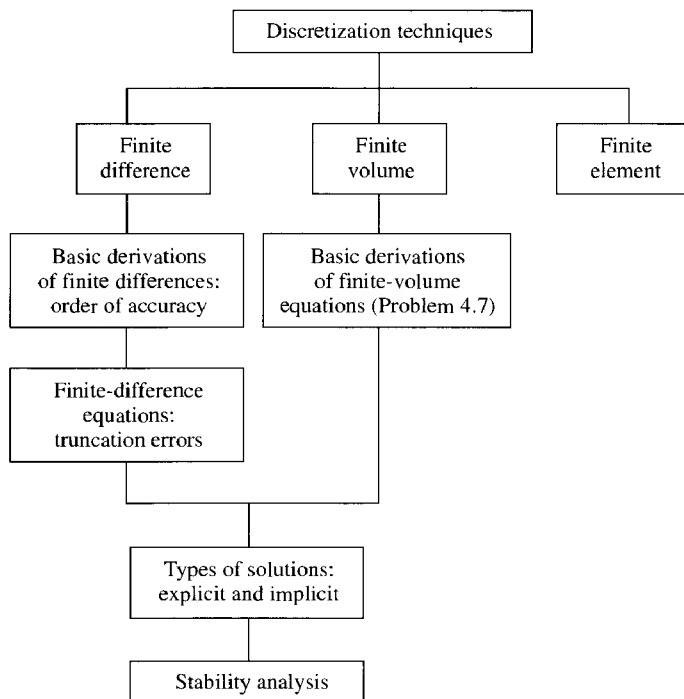 Discretization techniques
Finite
difference
Finite
volume
Finite
element
Basic derivations
of finite differences:
order of accuracy
Basic derivations
of finite-volume
equations (Problem 4.7)
Finite-difference
equations:
truncation errors
Types of solutions:
explicit and implicit
Stability analysis